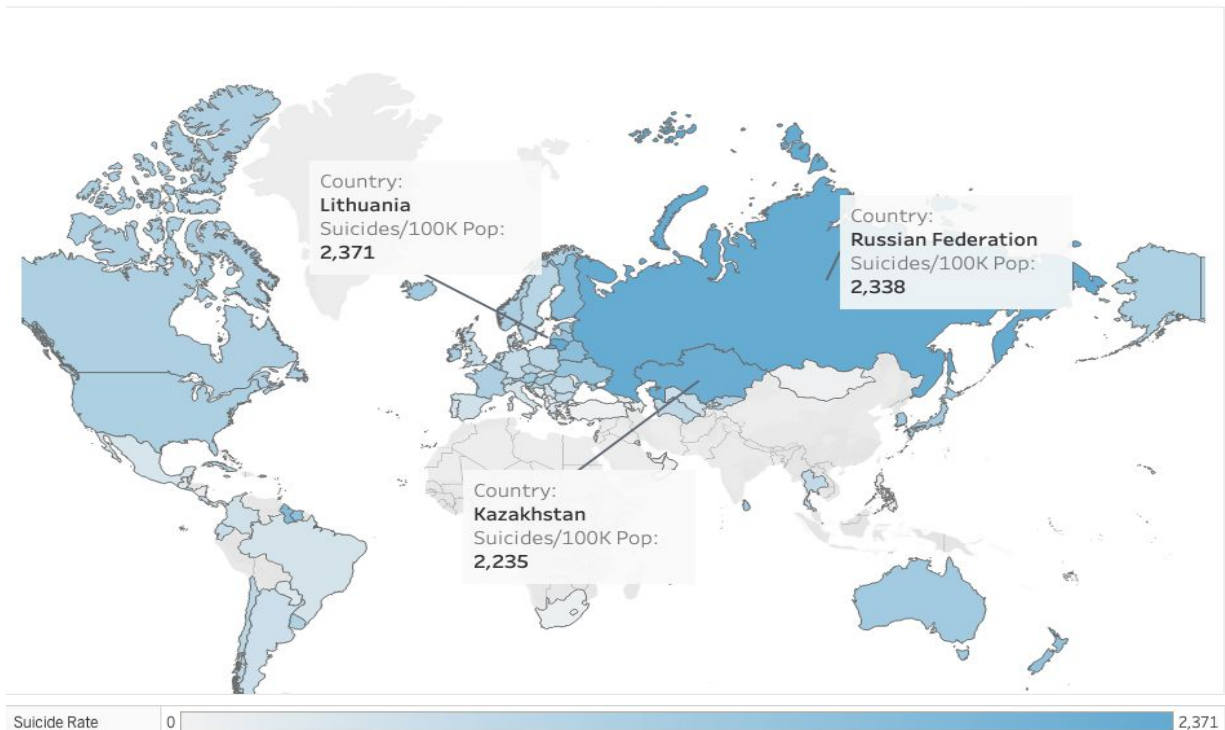 Country:
Lithuania
Suicides/100K Pop:
2,371
Country:
Russian Federation
Suicides/100K Pop:
2,338
Country:
Kazakhstan
Suicides/100K Pop:
2,235
Suicide Rate 0 2,371